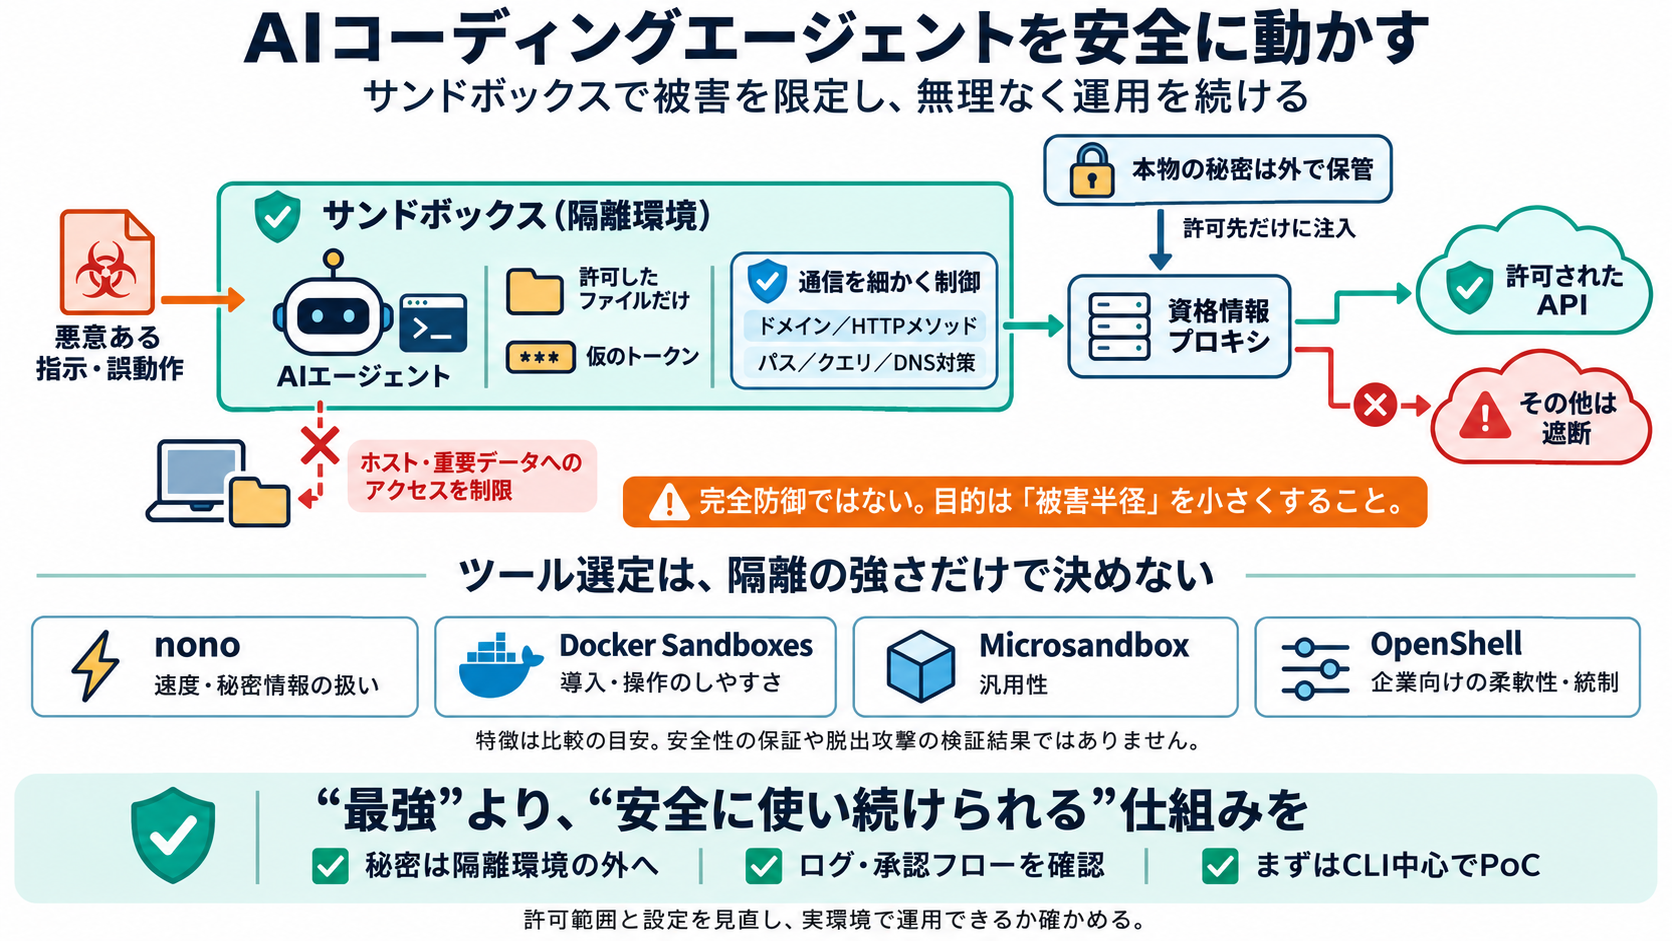 AIコーディングエージェントを安全に動かす
サンドボックスで被害を限定し、無理なく運用を続ける
本物の秘密は外で保管
許可先だけに注入
悪意ある
指示・誤動作
サンドボックス（隔離環境）
AIエージェント
許可した
ファイルだけ
*** 仮のトークン
通信を細かく制御
ドメイン／HTTPメソッド
パス／クエリ／DNS対策
資格情報
プロキシ
許可された
API
その他は
遮断
ホスト・重要データへの
アクセスを制限
完全防御ではない。目的は「被害半径」を小さくすること。
ツール選定は、隔離の強さだけで決めない
nono
速度・秘密情報の扱い
Docker Sandboxes
導入・操作のしやすさ
Microsandbox
汎用性
OpenShell
企業向けの柔軟性・統制
特徴は比較の目安。安全性の保証や脱出攻撃の検証結果ではありません。
“最強”より、“安全に使い続けられる”仕組みを
秘密は隔離環境の外へ
ログ・承認フローを確認
まずはCLI中心でPoC
許可範囲と設定を見直し、実環境で運用できるか確かめる。